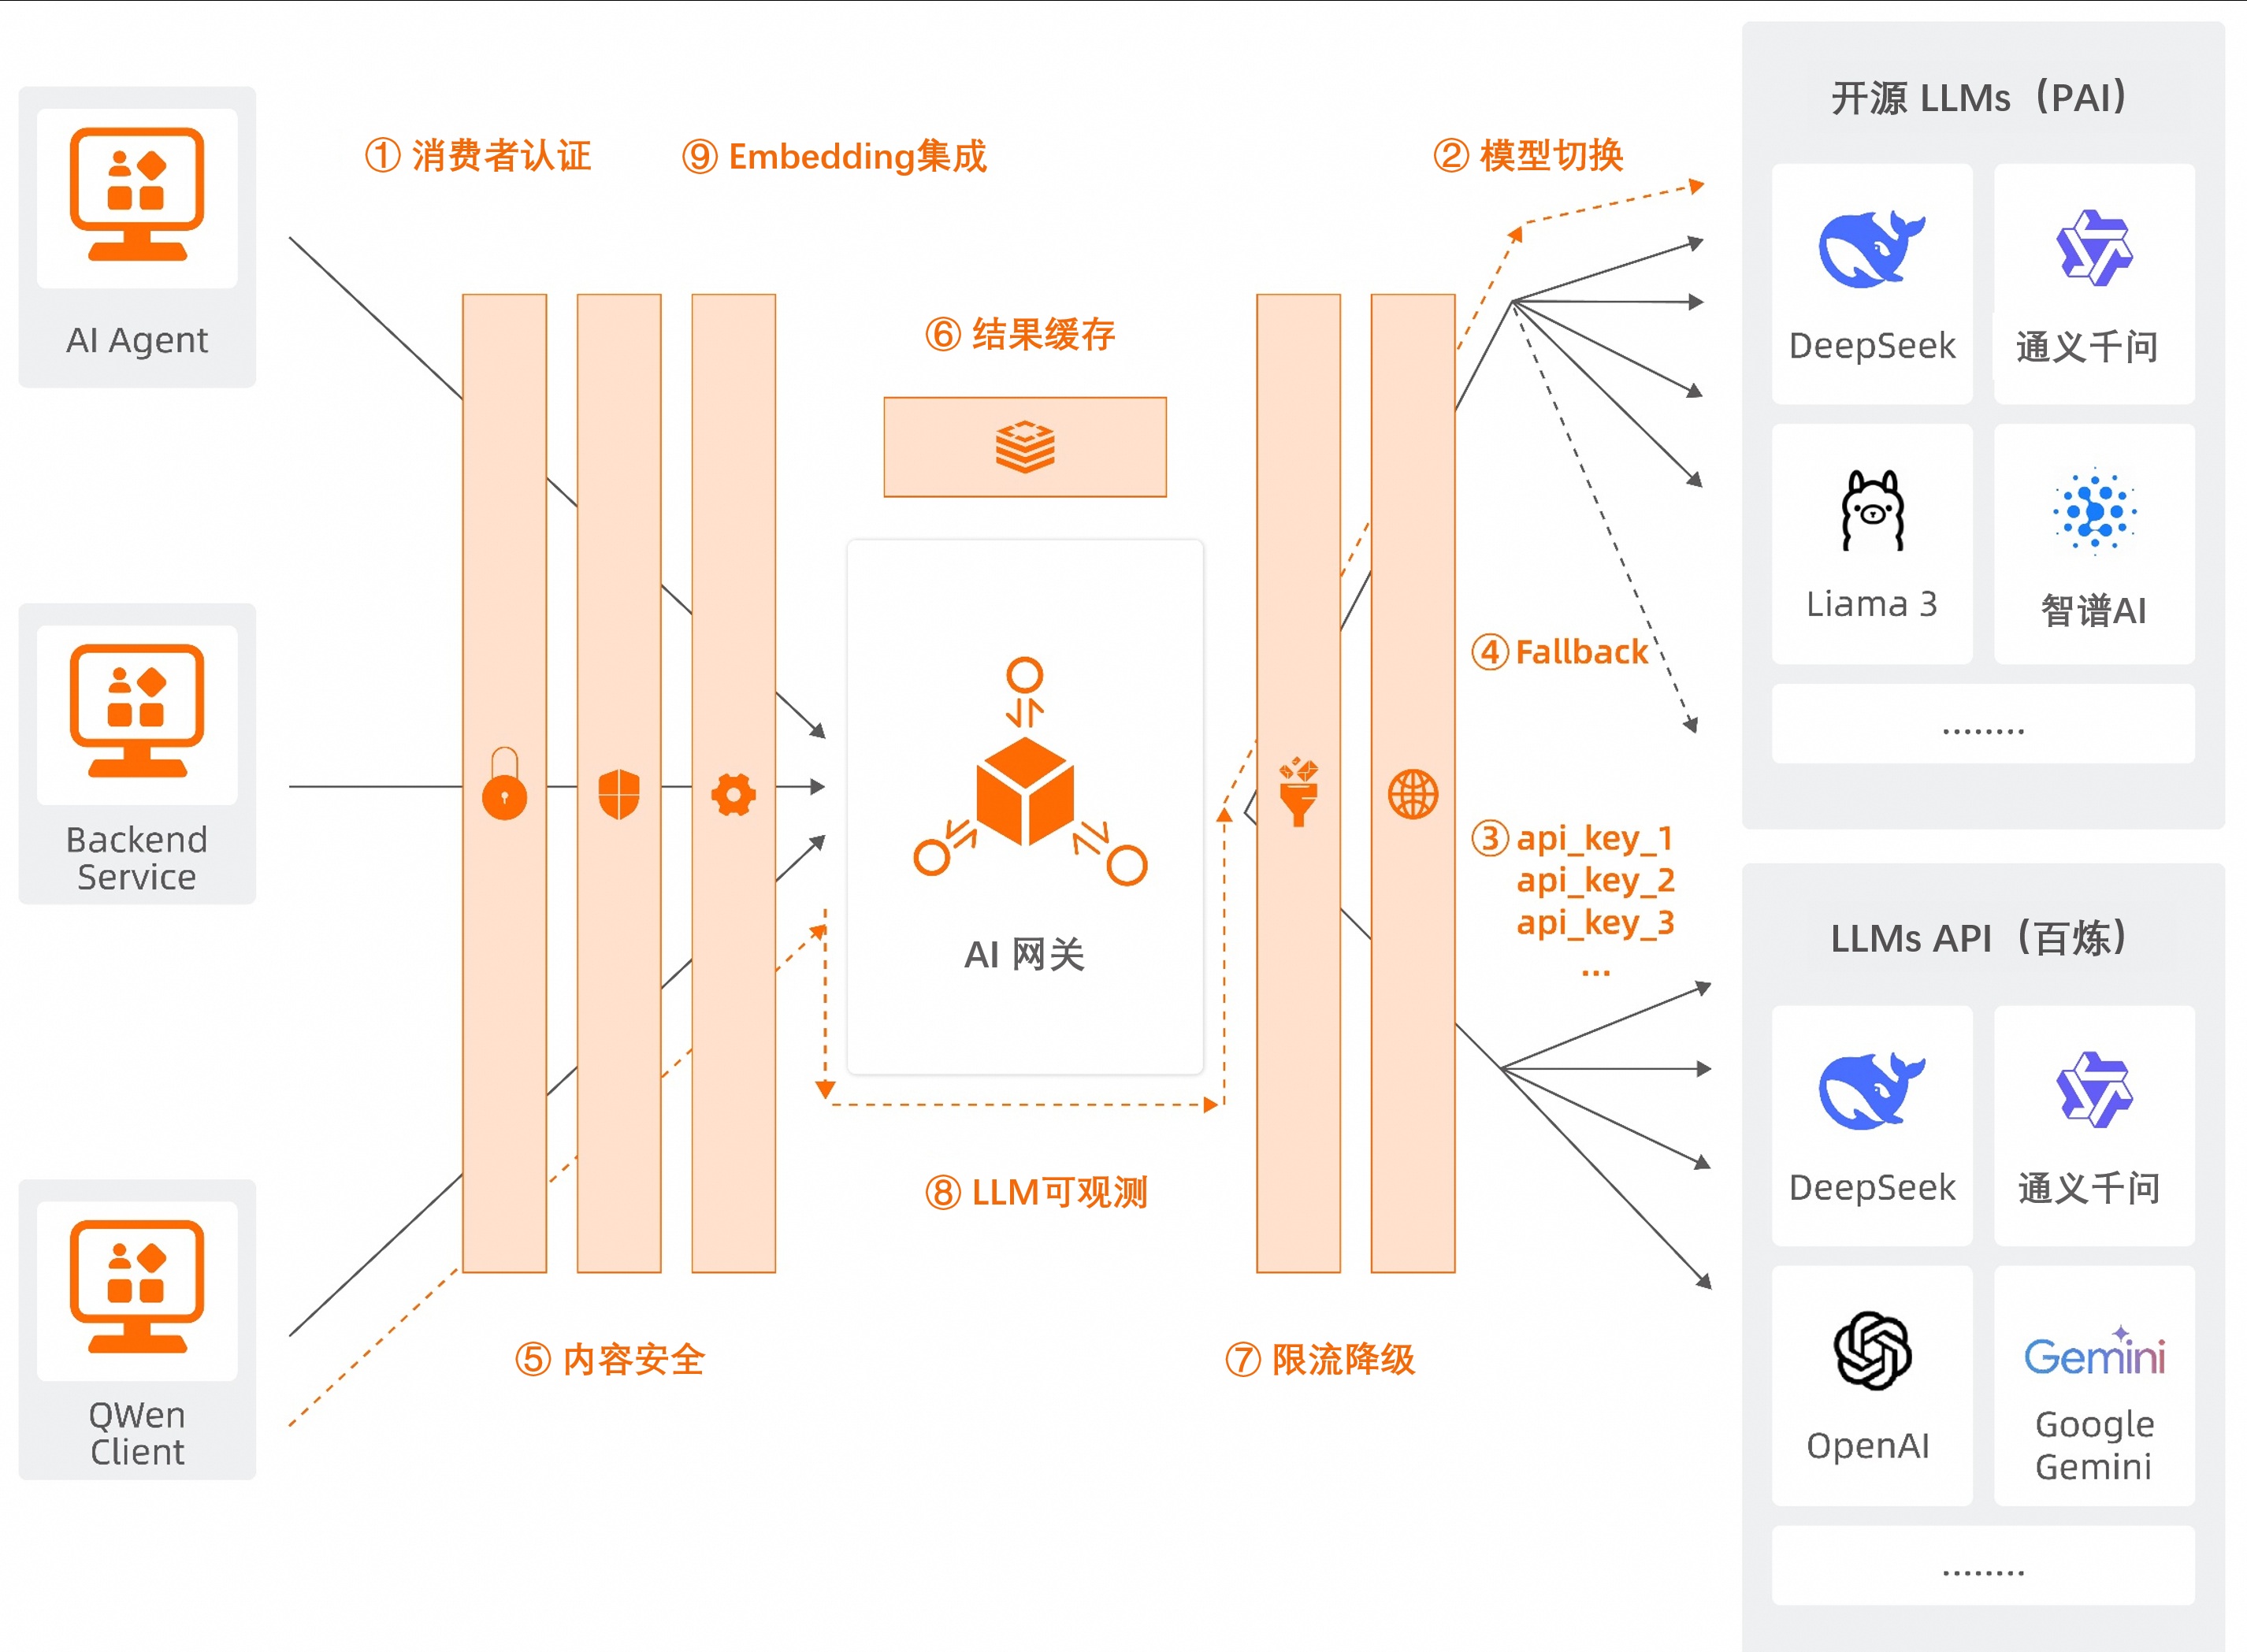 AI Agent
Backend
Service
QWen
Client
① 消费者认证
⑨ Embedding集成
⑥ 结果缓存
AI 网关
⑧ LLM可观测
⑤ 内容安全
⑦ 限流降级
② 模型切换
④ Fallback
③ api_key_1
api_key_2
api_key_3
...
开源 LLMs（PAI）
DeepSeek
通义千问
Liama 3
智谱AI
........
LLMs API（百炼）
DeepSeek
通义千问
OpenAI
Gemini
Google
Gemini
........